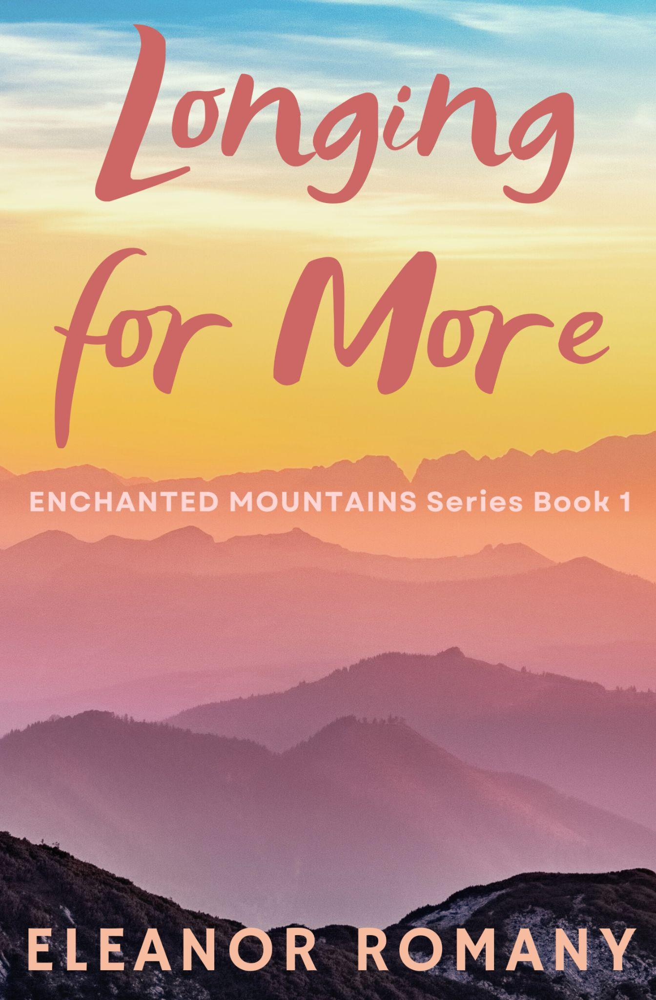 Longing
for More
ENCHANTED MOUNTAINS Series Book 1
ELEANOR ROMANY